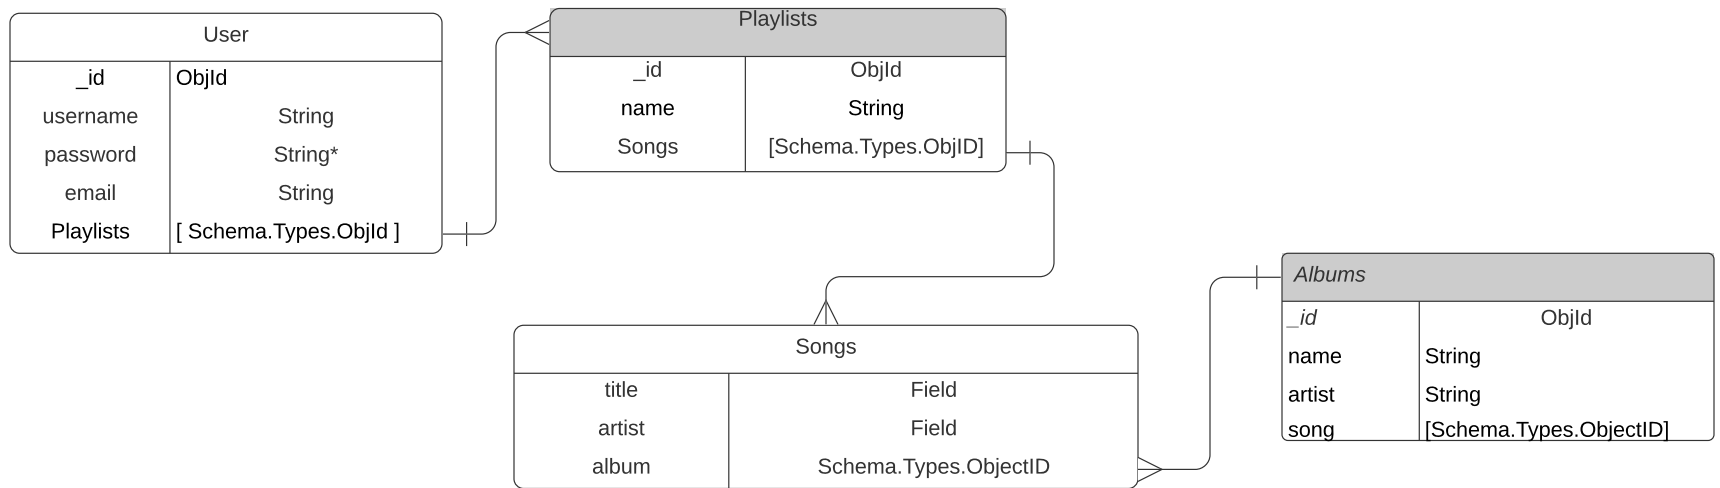 User
_id ObjId
username String
password String*
email String
Playlists [ Schema.Types.ObjId ]
Playlists
_id ObjId
name String
Songs [Schema.Types.ObjID]
Songs
title Field
artist Field
album Schema.Types.ObjectID
Albums
_id ObjId
name String
artist String
song [Schema.Types.ObjectID]